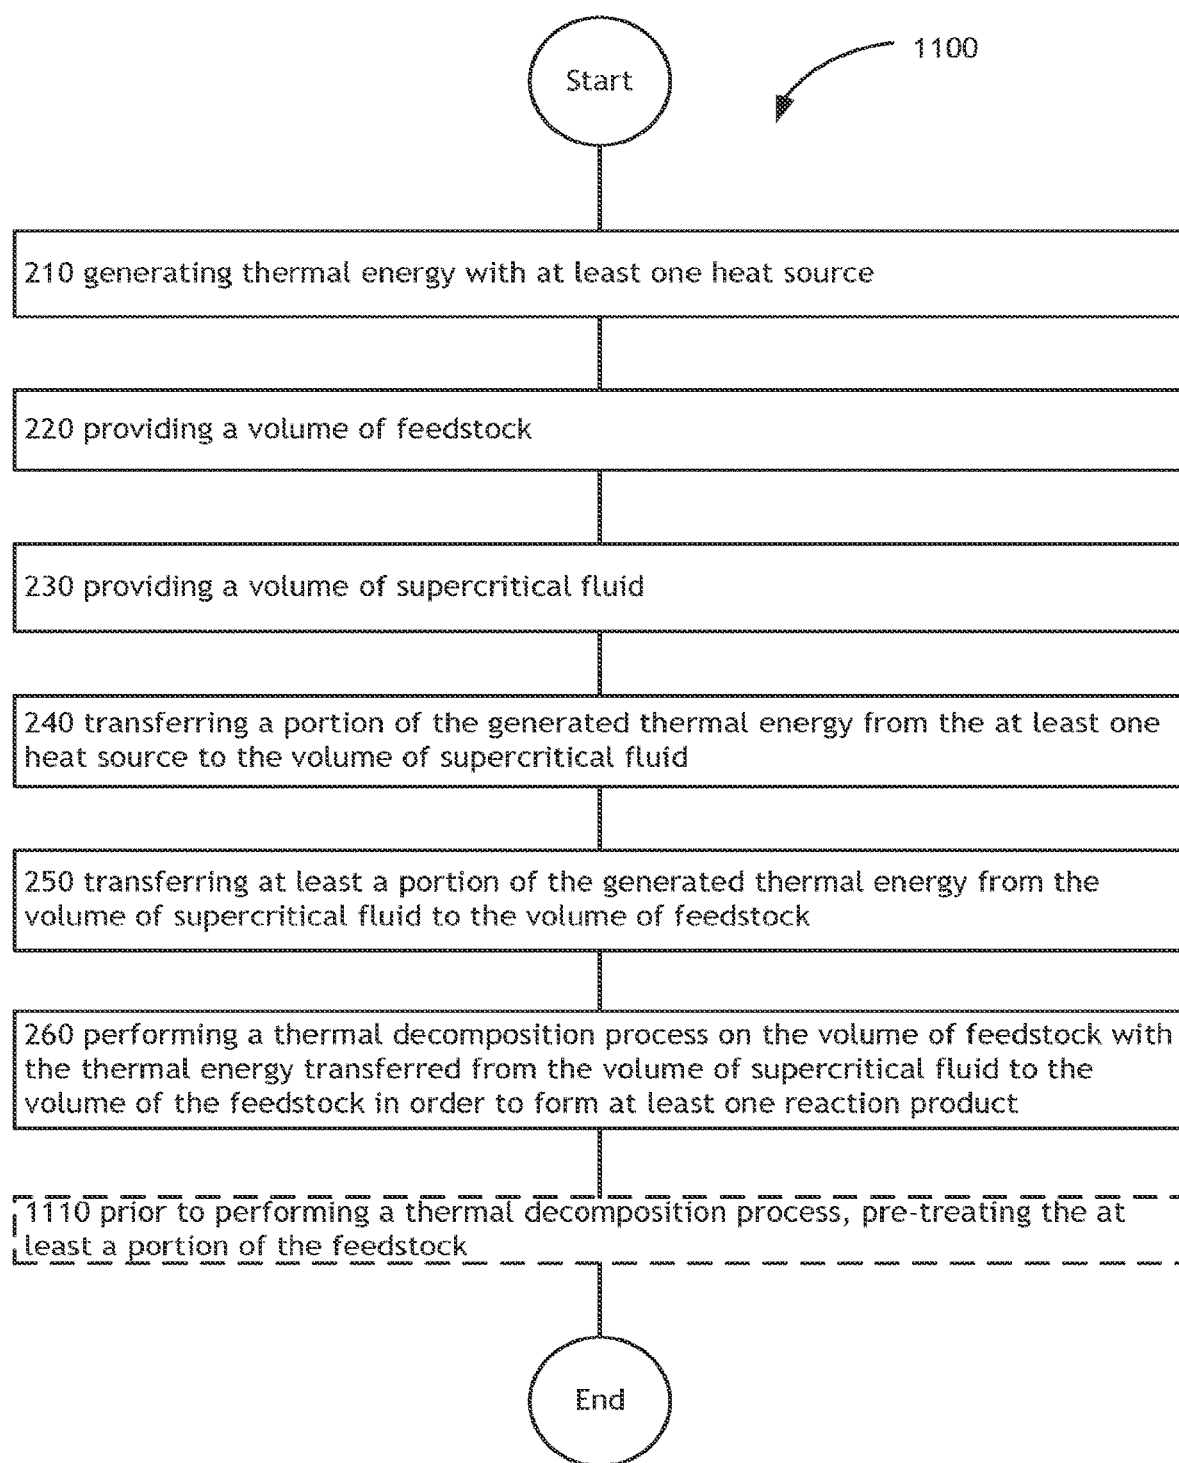 Start
1100
210 generating thermal energy with at least one heat source
220 providing a volume of feedstock
230 providing a volume of supercritical fluid
240 transferring a portion of the generated thermal energy from the at least one
heat source to the volume of supercritical fluid
250 transferring at least a portion of the generated thermal energy from the
volume of supercritical fluid to the volume of feedstock
260 performing a thermal decomposition process on the volume of feedstock with
the thermal energy transferred from the volume of supercritical fluid to the
volume of the feedstock in order to form at least one reaction product
1110 prior to performing a thermal decomposition process, pre-treating the at
least a portion of the feedstock
End